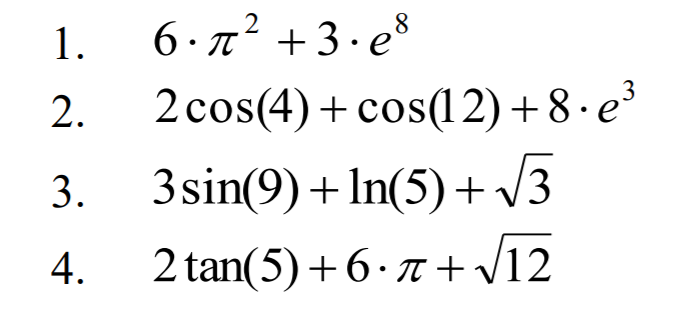 1. 6 · π² + 3 · e⁸
2. 2cos(4) + cos(12) + 8 · e³
3. 3sin(9) + ln(5) + √3
4. 2tan(5) + 6 · π + √12